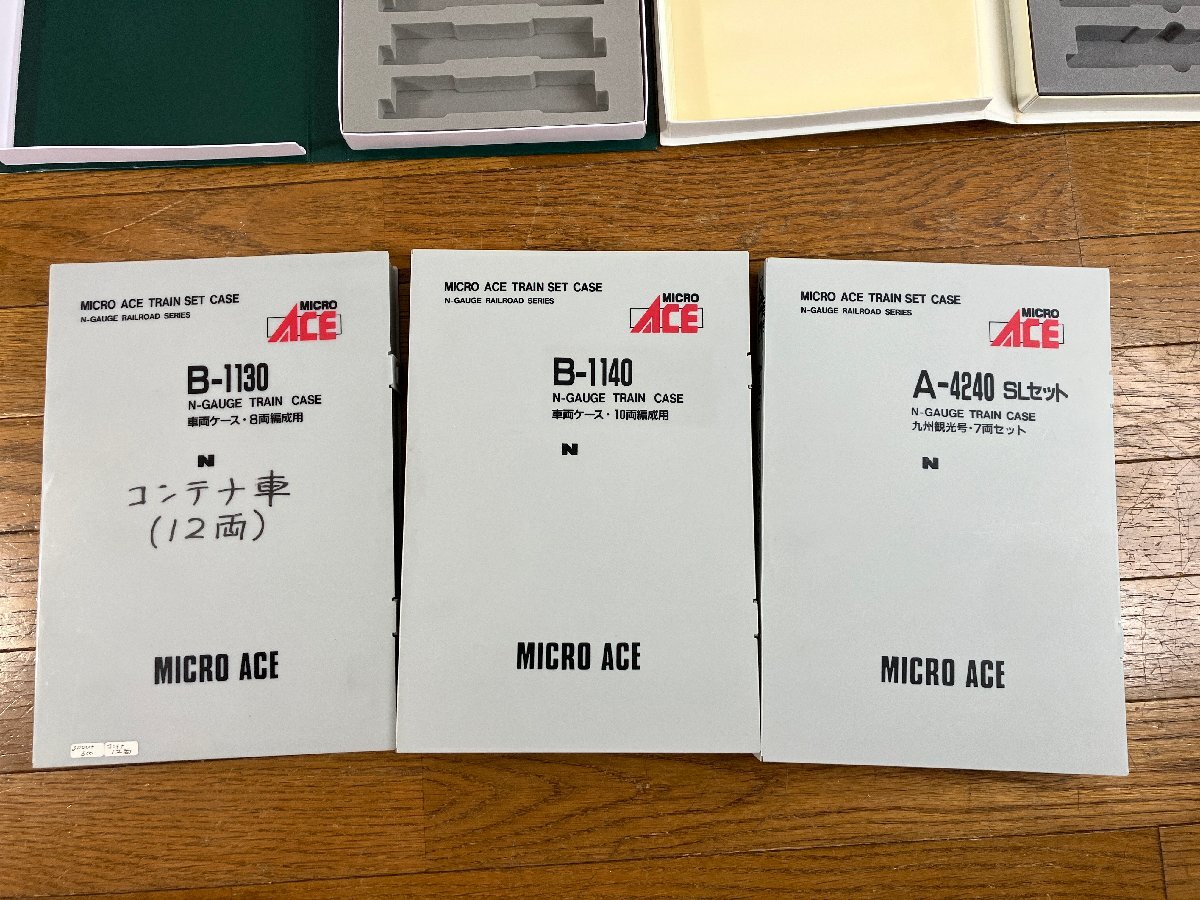 MICRO ACE TRAIN SET CASE
N-GAUGE RAILROAD SERIES
MICRO
ACE
B-1130
N-GAUGE TRAIN CASE
車両ケース・8両編成用
N
コンテナ車
(12両)
MICRO ACE
12両
MICRO ACE TRAIN SET CASE
N-GAUGE RAILROAD SERIES
MICRO
ACE
B-1140
N-GAUGE TRAIN CASE
車両ケース・10両編成用
N
MICRO ACE
MICRO ACE TRAIN SET CASE
N-GAUGE RAILROAD SERIES
MICRO
ACE
A-4240 SLセット
N-GAUGE TRAIN CASE
九州観光号・7両セット
N
MICRO ACE